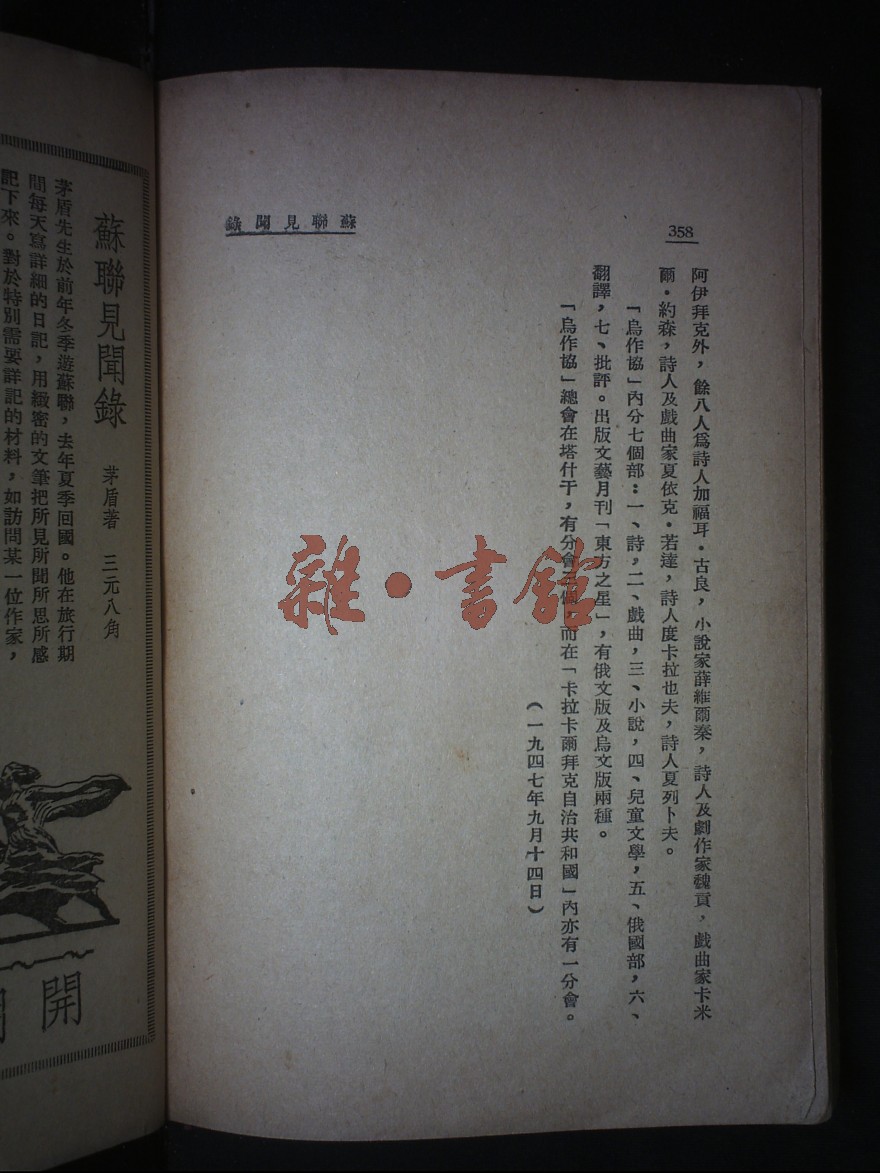 358
蘇聯見聞錄
阿伊拜克外,餘八人爲詩人加福耳·古良,小說家薛維爾秦,詩人及劇作家魏貢,戲曲家卡米
爾·約森,詩人及戲曲家夏依克·若達,詩人度卡拉也夫,詩人夏列卜夫。
「烏作協」內分七個部:一、詩,二、戲曲,三、小說,四、兒童文學,五、俄國部,六、
翻譯,七、批評。出版文藝月刊「東方之星」,有俄文版及烏文版兩種。
「烏作協」總會在塔什干,有分會三個,而在「卡拉卡爾拜克自治共和國」內亦有一分會。
(一九四七年九月十四日)
雜·書館
蘇聯見聞錄
茅盾著 三元八角
茅盾先生於前年冬季遊蘇聯,去年夏季回國。他在旅行期
間每天寫詳細的日記,用緻密的文筆把所見所聞所思所感
記下來。對於特別需要詳記的材料,如訪問某一位作家,
開